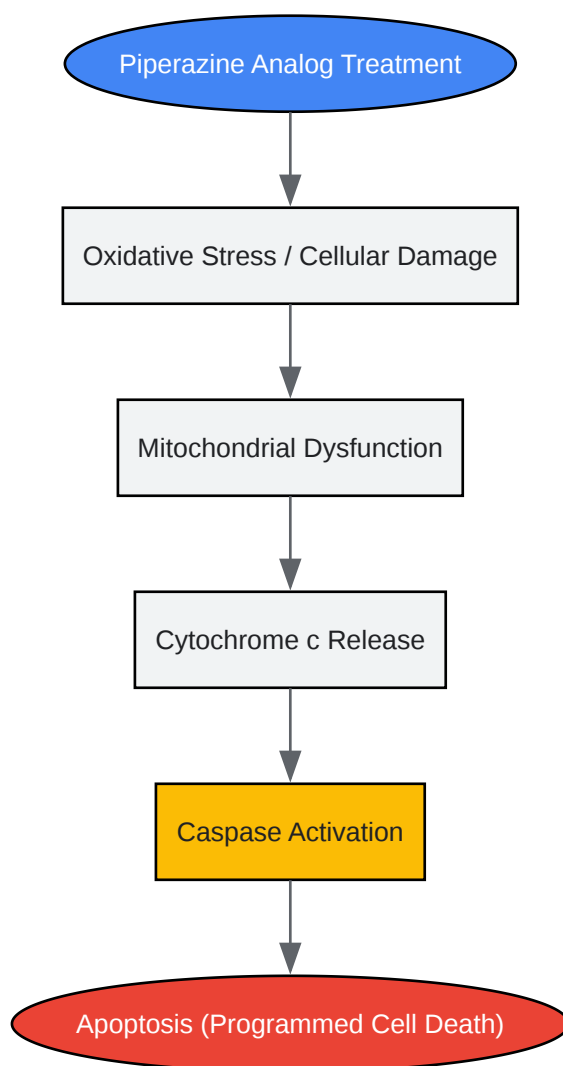 Piperazine Analog Treatment
Oxidative Stress / Cellular Damage
Mitochondrial Dysfunction
Cytochrome c Release
Caspase Activation
Apoptosis (Programmed Cell Death)